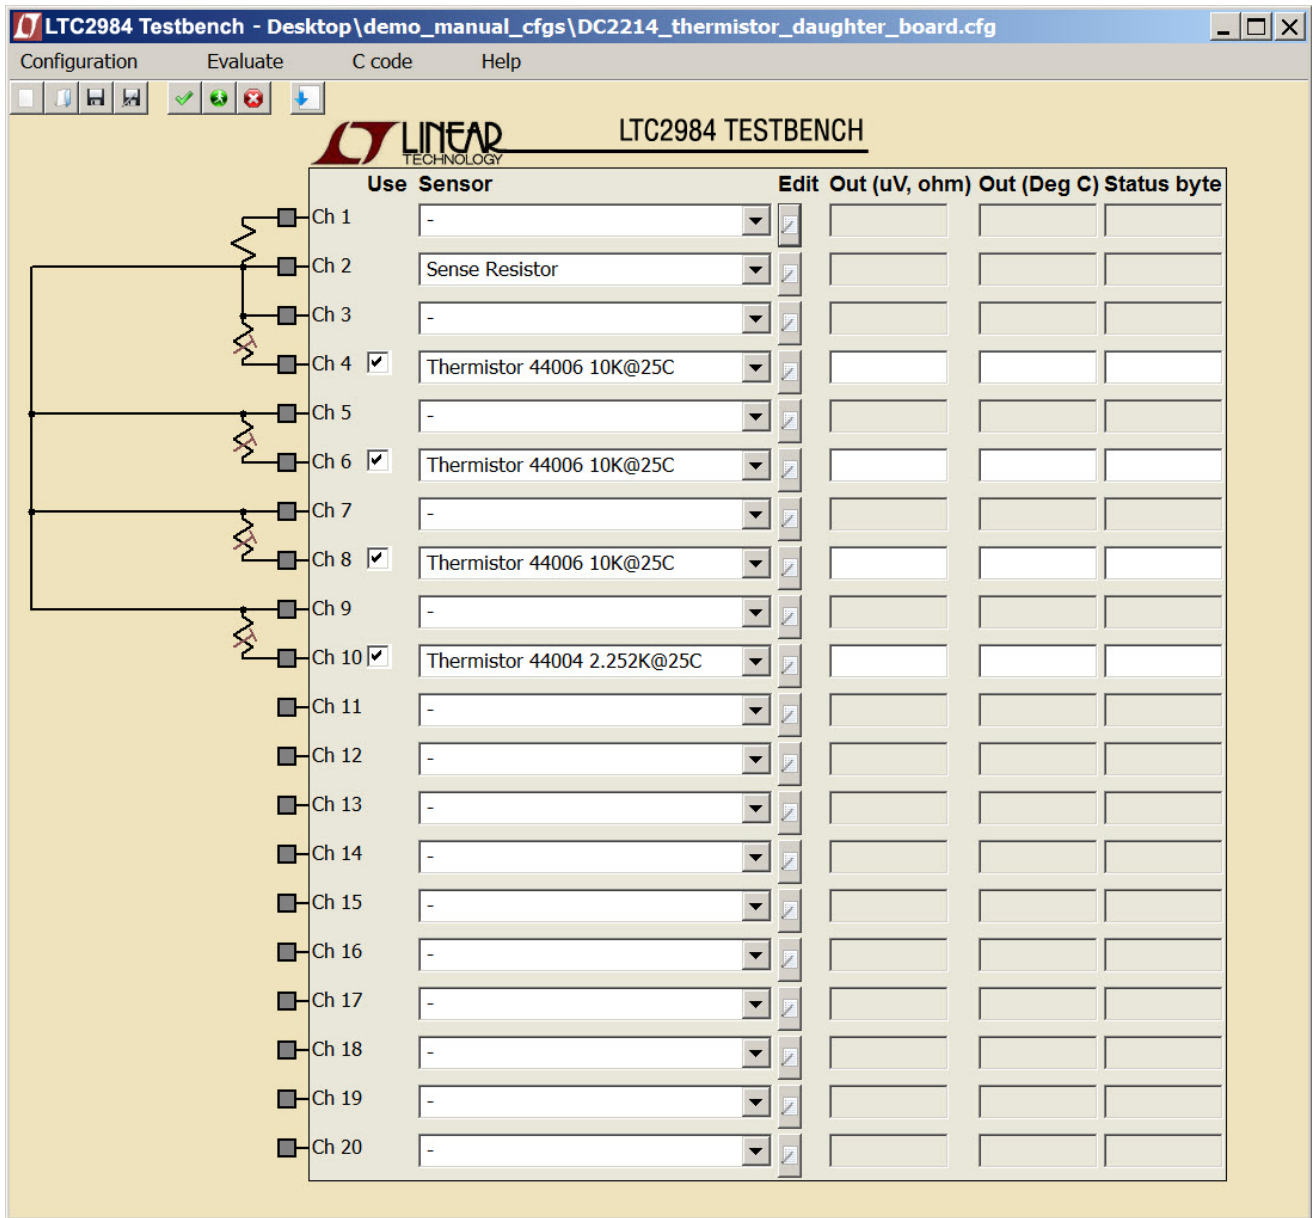 LTC2984 Testbench - Desktop\demo_manual_cfgs\DC2214_thermistor_daughter_board.cfg
Configuration Evaluate C code Help
LINEAR TECHNOLOGY LTC2984 TESTBENCH
Use Sensor Edit Out (uV, ohm) Out (Deg C) Status byte
Ch 1 -
Ch 2 Sense Resistor
Ch 3 -
Ch 4 Thermistor 44006 10K@25C
Ch 5 -
Ch 6 Thermistor 44006 10K@25C
Ch 7 -
Ch 8 Thermistor 44006 10K@25C
Ch 9 -
Ch 10 Thermistor 44004 2.252K@25C
Ch 11 -
Ch 12 -
Ch 13 -
Ch 14 -
Ch 15 -
Ch 16 -
Ch 17 -
Ch 18 -
Ch 19 -
Ch 20 -